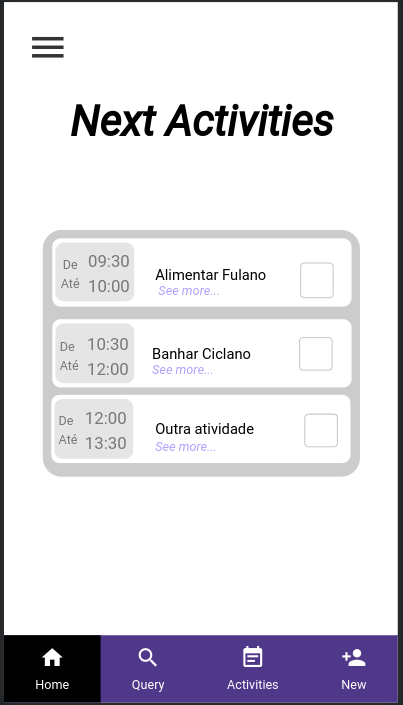 Next Activities
De 09:30
Até 10:00
Alimentar Fulano
See more...
De 10:30
Até 12:00
Banhar Ciclano
See more...
De 12:00
Até 13:30
Outra atividade
See more...
Home Query Activities New